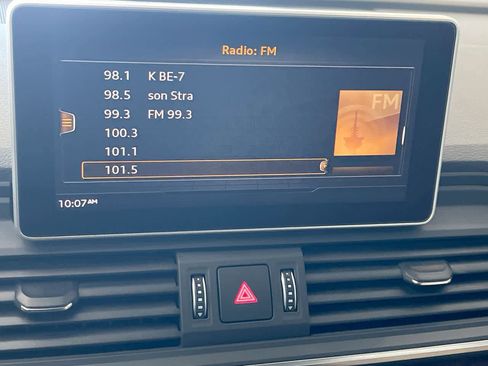 Radio: FM
98.1 K BE-7
98.5 son Stra
99.3 FM 99.3
100.3
101.1
101.5
FM
10:07AM